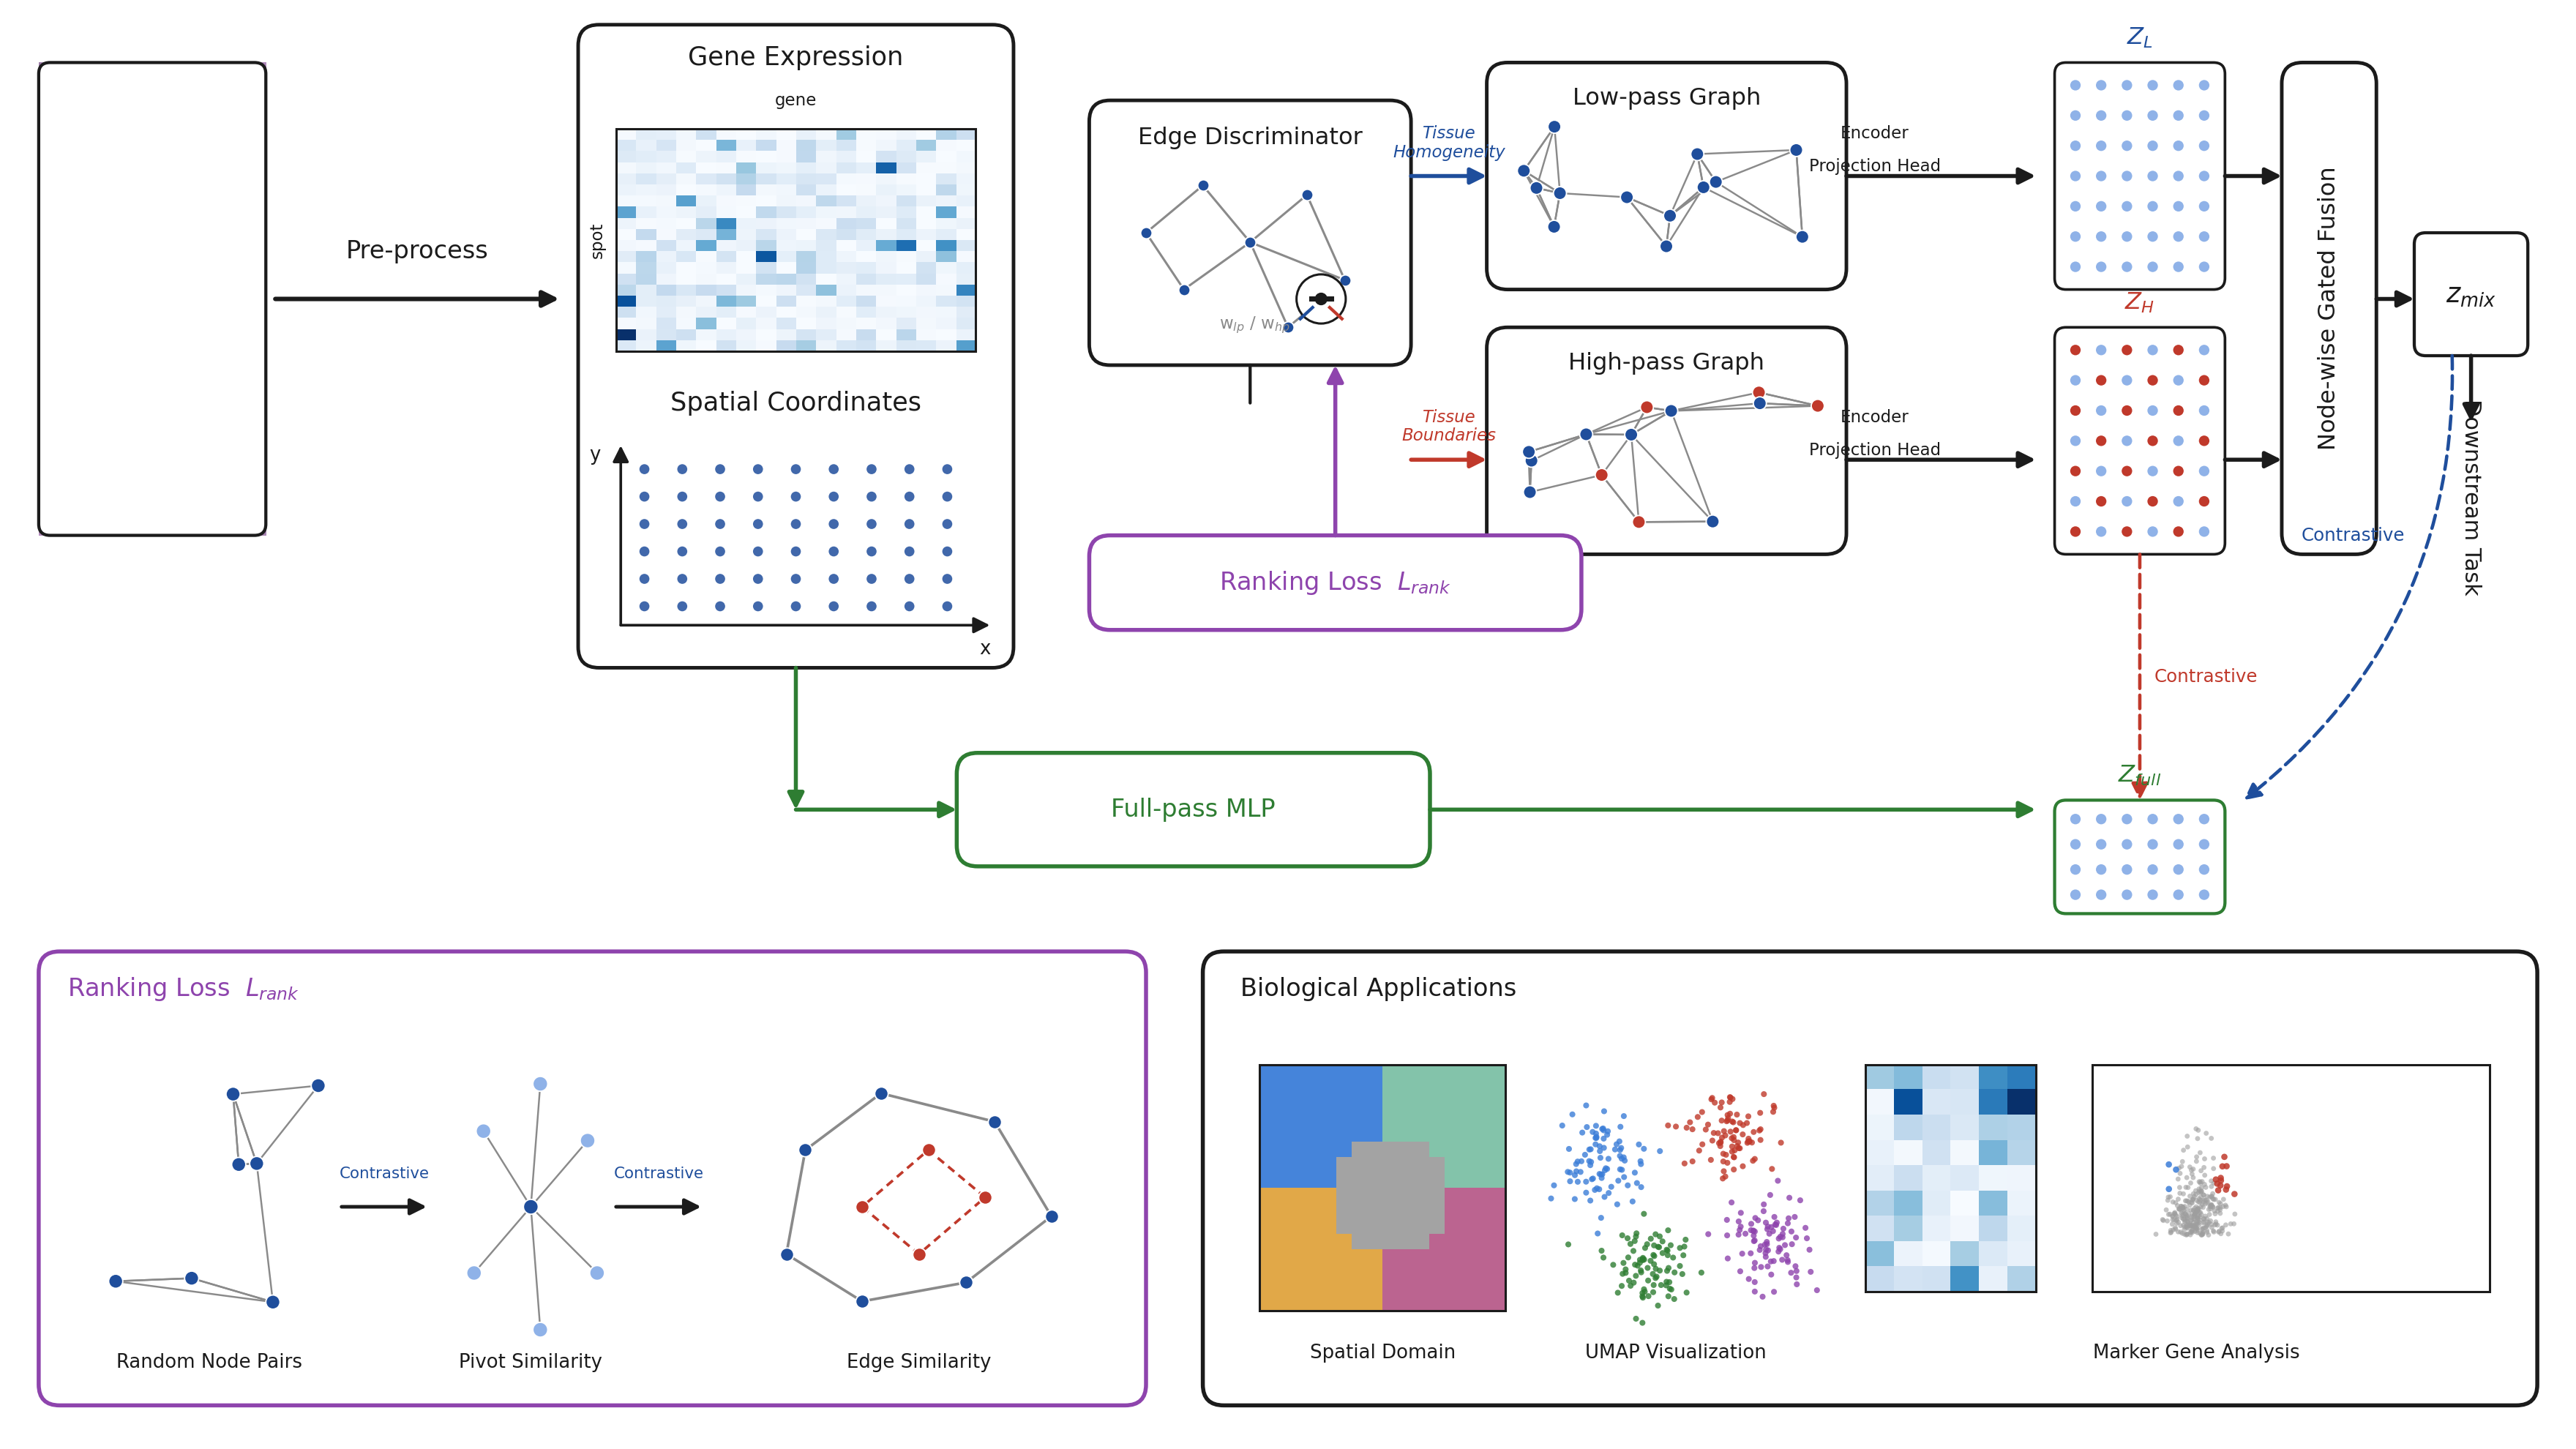 Pre-process
Gene Expression
gene
spot
Spatial Coordinates
y
x
Edge Discriminator
w_lp / w_hp
Tissue
Homogeneity
Tissue
Boundaries
Low-pass Graph
High-pass Graph
Encoder
Projection Head
Encoder
Projection Head
Z_L
Z_H
Node-wise Gated Fusion
z_mix
Downstream Task
Contrastive
Contrastive
Ranking Loss L_rank
Full-pass MLP
Z_full
Ranking Loss L_rank
Contrastive
Contrastive
Random Node Pairs
Pivot Similarity
Edge Similarity
Biological Applications
Spatial Domain
UMAP Visualization
Marker Gene Analysis